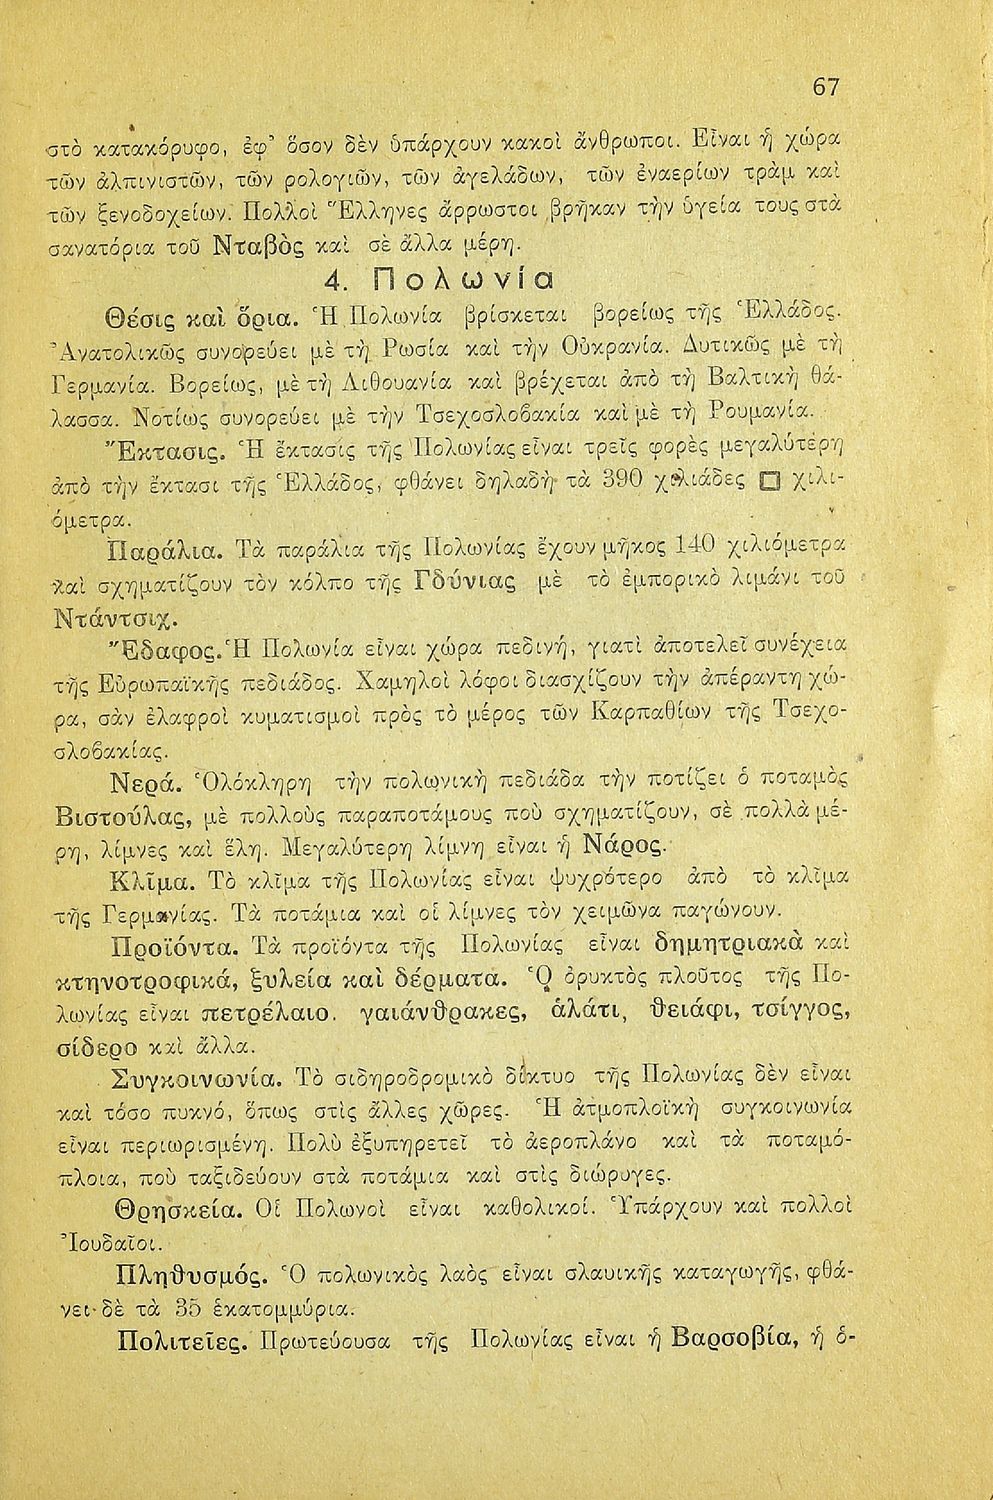 67
στὸ κατακόρυφο, ἐφ’ ὅσον δὲν ὑπάρχουν κακοὶ ἄνθρωποι. Εἶναι ἡ χώρα
τῶν ἀλπινιστῶν, τῶν ρολογιῶν, τῶν ἀγελάδων, τῶν ἐναερίων τρὰμ καὶ
τῶν ξενοδοχείων. Πολλοὶ Ἕλληνες ἄρρωστοι βρῆκαν τὴν ὑγεία τους στὰ
σανατόρια τοῦ Νταβὸς καὶ σὲ ἄλλα μέρη.
4. Πολωνία
Θέσις καὶ ὅρια. Ἡ Πολωνία βρίσκεται βορείως τῆς Ἑλλάδος.
Ἀνατολικῶς συνορεύει μὲ τὴ Ρωσία καὶ τὴν Οὐκρανία. Δυτικῶς μὲ τὴ
Γερμανία. Βορείως, μὲ τὴ Λιθουανία καὶ βρέχεται ἀπὸ τὴ Βαλτικὴ θά-
λασσα. Νοτίως συνορεύει μὲ τὴν Τσεχοσλοβακία καὶ μὲ τὴ Ρουμανία.
Ἔκτασις. Ἡ ἔκτασίς τῆς Πολωνίας εἶναι τρεῖς φορὲς μεγαλύτερη
ἀπὸ τὴν ἔκτασι τῆς Ἑλλάδος, φθάνει δηλαδὴ τὰ 390 χιλιάδες □ χιλι-
όμετρα.
Παράλια. Τὰ παράλια τῆς Πολωνίας ἔχουν μῆκος 140 χιλιόμετρα
καὶ σχηματίζουν τὸν κόλπο τῆς Γδύνιας μὲ τὸ ἐμπορικὸ λιμάνι τοῦ
Ντάντσιχ.
Ἔδαφος. Ἡ Πολωνία εἶναι χώρα πεδινή, γιατὶ ἀποτελεῖ συνέχεια
τῆς Εὐρωπαϊκῆς πεδιάδος. Χαμηλοὶ λόφοι διασχίζουν τὴν ἀπέραντη χώ-
ρα, σὰν ἐλαφροὶ κυματισμοὶ πρὸς τὸ μέρος τῶν Καρπαθίων τῆς Τσεχο-
σλοβακίας.
Νερά. Ὁλόκληρη τὴν πολωνικὴ πεδιάδα τὴν ποτίζει ὁ ποταμὸς
Βιστούλας, μὲ πολλοὺς παραποτάμους ποὺ σχηματίζουν, σὲ πολλὰ μέ-
ρη, λίμνες καὶ ἕλη. Μεγαλύτερη λίμνη εἶναι ἡ Νάρος.
Κλῖμα. Τὸ κλῖμα τῆς Πολωνίας εἶναι ψυχρότερο ἀπὸ τὸ κλῖμα
τῆς Γερμανίας. Τὰ ποτάμια καὶ οἱ λίμνες τὸν χειμῶνα παγώνουν.
Προϊόντα. Τὰ προϊόντα τῆς Πολωνίας εἶναι δημητριακὰ καὶ
κτηνοτροφικά, ξυλεία καὶ δέρματα. Ὁ ὀρυκτὸς πλοῦτος τῆς Πο-
λωνίας εἶναι πετρέλαιο. γαιάνθρακες, ἁλάτι, θειάφι, τσίγγος,
σίδερο καὶ ἄλλα.
Συγκοινωνία. Τὸ σιδηροδρομικὸ δίκτυο τῆς Πολωνίας δὲν εἶναι
καὶ τόσο πυκνό, ὅπως στὶς ἄλλες χῶρες. Ἡ ἀτμοπλοϊκὴ συγκοινωνία
εἶναι περιωρισμένη. Πολὺ ἐξυπηρετεῖ τὸ ἀεροπλάνο καὶ τὰ ποταμό-
πλοια, ποὺ ταξιδεύουν στὰ ποτάμια καὶ στὶς διώρυγες.
Θρησκεία. Οἱ Πολωνοὶ εἶναι καθολικοί. Ὑπάρχουν καὶ πολλοὶ
Ἰουδαῖοι.
Πληθυσμός. Ὁ πολωνικὸς λαὸς εἶναι σλαυικῆς καταγωγῆς, φθά-
νει δὲ τὰ 35 ἑκατομμύρια.
Πολιτεῖες. Πρωτεύουσα τῆς Πολωνίας εἶναι ἡ Βαρσοβία, ἡ ὁ-